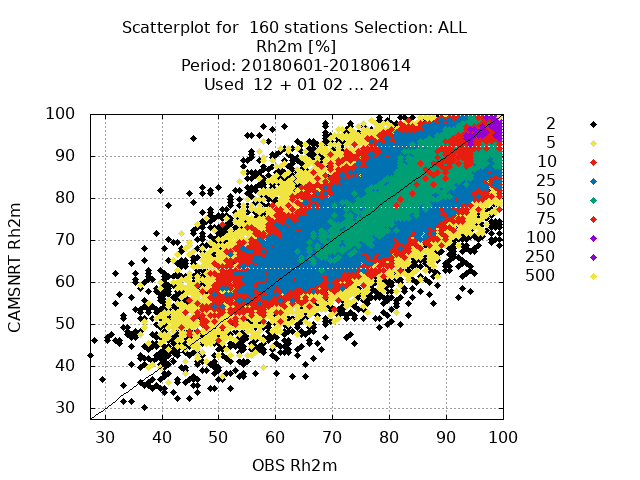 Scatterplot for 160 stations Selection: ALL
Rh2m [%]
Period: 20180601-20180614
Used 12 + 01 02 ... 24
100
90
80
70
60
50
40
30
CAMSNRT Rh2m
30 40 50 60 70 80 90 100
OBS Rh2m
2
5
10
25
50
75
100
250
500